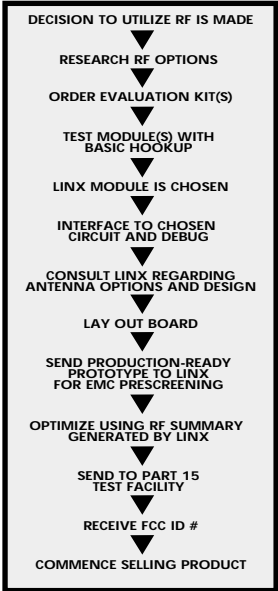 DECISION TO UTILIZE RF IS MADE
RESEARCH RF OPTIONS
ORDER EVALUATION KIT(S)
TEST MODULE(S) WITH
BASIC HOOKUP
LINX MODULE IS CHOSEN
INTERFACE TO CHOSEN
CIRCUIT AND DEBUG
CONSULT LINX REGARDING
ANTENNA OPTIONS AND DESIGN
LAY OUT BOARD
SEND PRODUCTION-READY
PROTOTYPE TO LINX
FOR EMC PRESCREENING
OPTIMIZE USING RF SUMMARY
GENERATED BY LINX
SEND TO PART 15
TEST FACILITY
RECEIVE FCC ID #
COMMENCE SELLING PRODUCT